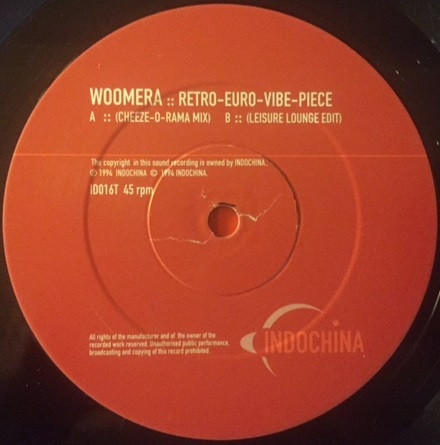 WOOMERA :: RETRO-EURO-VIBE-PIECE
A :: (CHEEZE-O-RAMA MIX) B :: (LEISURE LOUNGE EDIT)
The copyright in this sound recording is owned by INDOCHINA.
℗ 1994 INDOCHINA © 1994 INDOCHINA.
ID016T 45 rpm
All rights of the manufacturer and of the owner of the
recorded work reserved. Unauthorised public performance,
broadcasting and copying of this record prohibited.
INDOCHINA